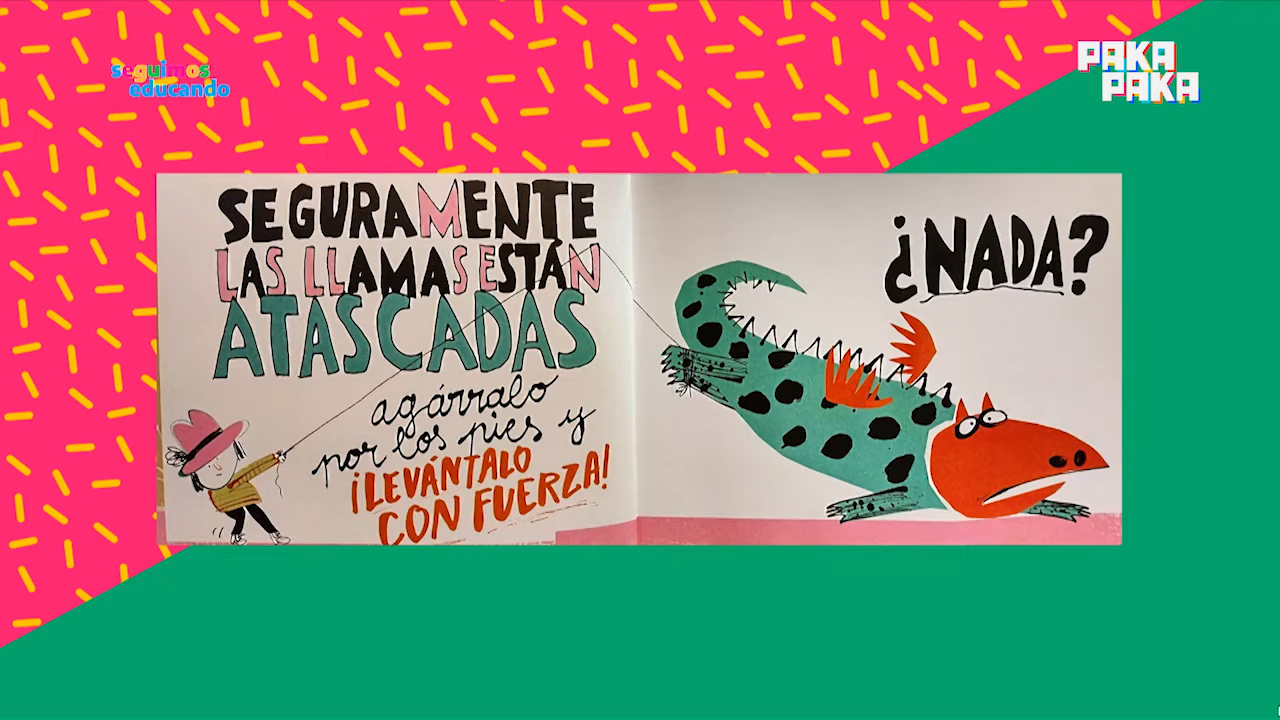 seguimos
educando
PAKA
PAKA
SEGURAMENTE
LAS LLAMAS ESTÁN
ATASCADAS
agárralo
por los pies y
¡LEVÁNTALO
CON FUERZA!
¿NADA?